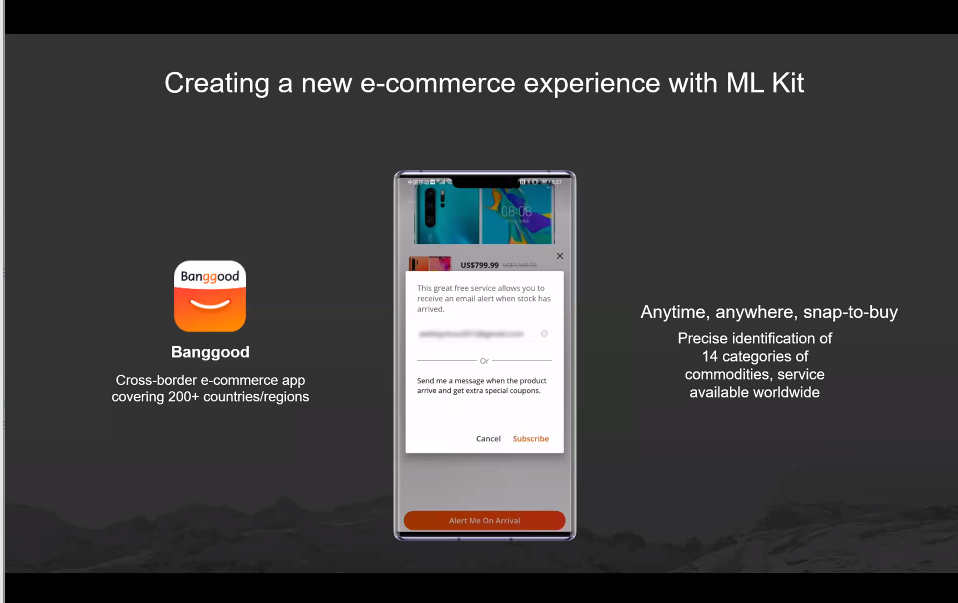 Creating a new e-commerce experience with ML Kit
08:08
US$799.99
This great free service allows you to
receive an email alert when stock has
arrived.
Or
Send me a message when the product
arrive and get extra special coupons.
Cancel Subscribe
Alert Me On Arrival
Banggood
Banggood
Cross-border e-commerce app
covering 200+ countries/regions
Anytime, anywhere, snap-to-buy
Precise identification of
14 categories of
commodities, service
available worldwide